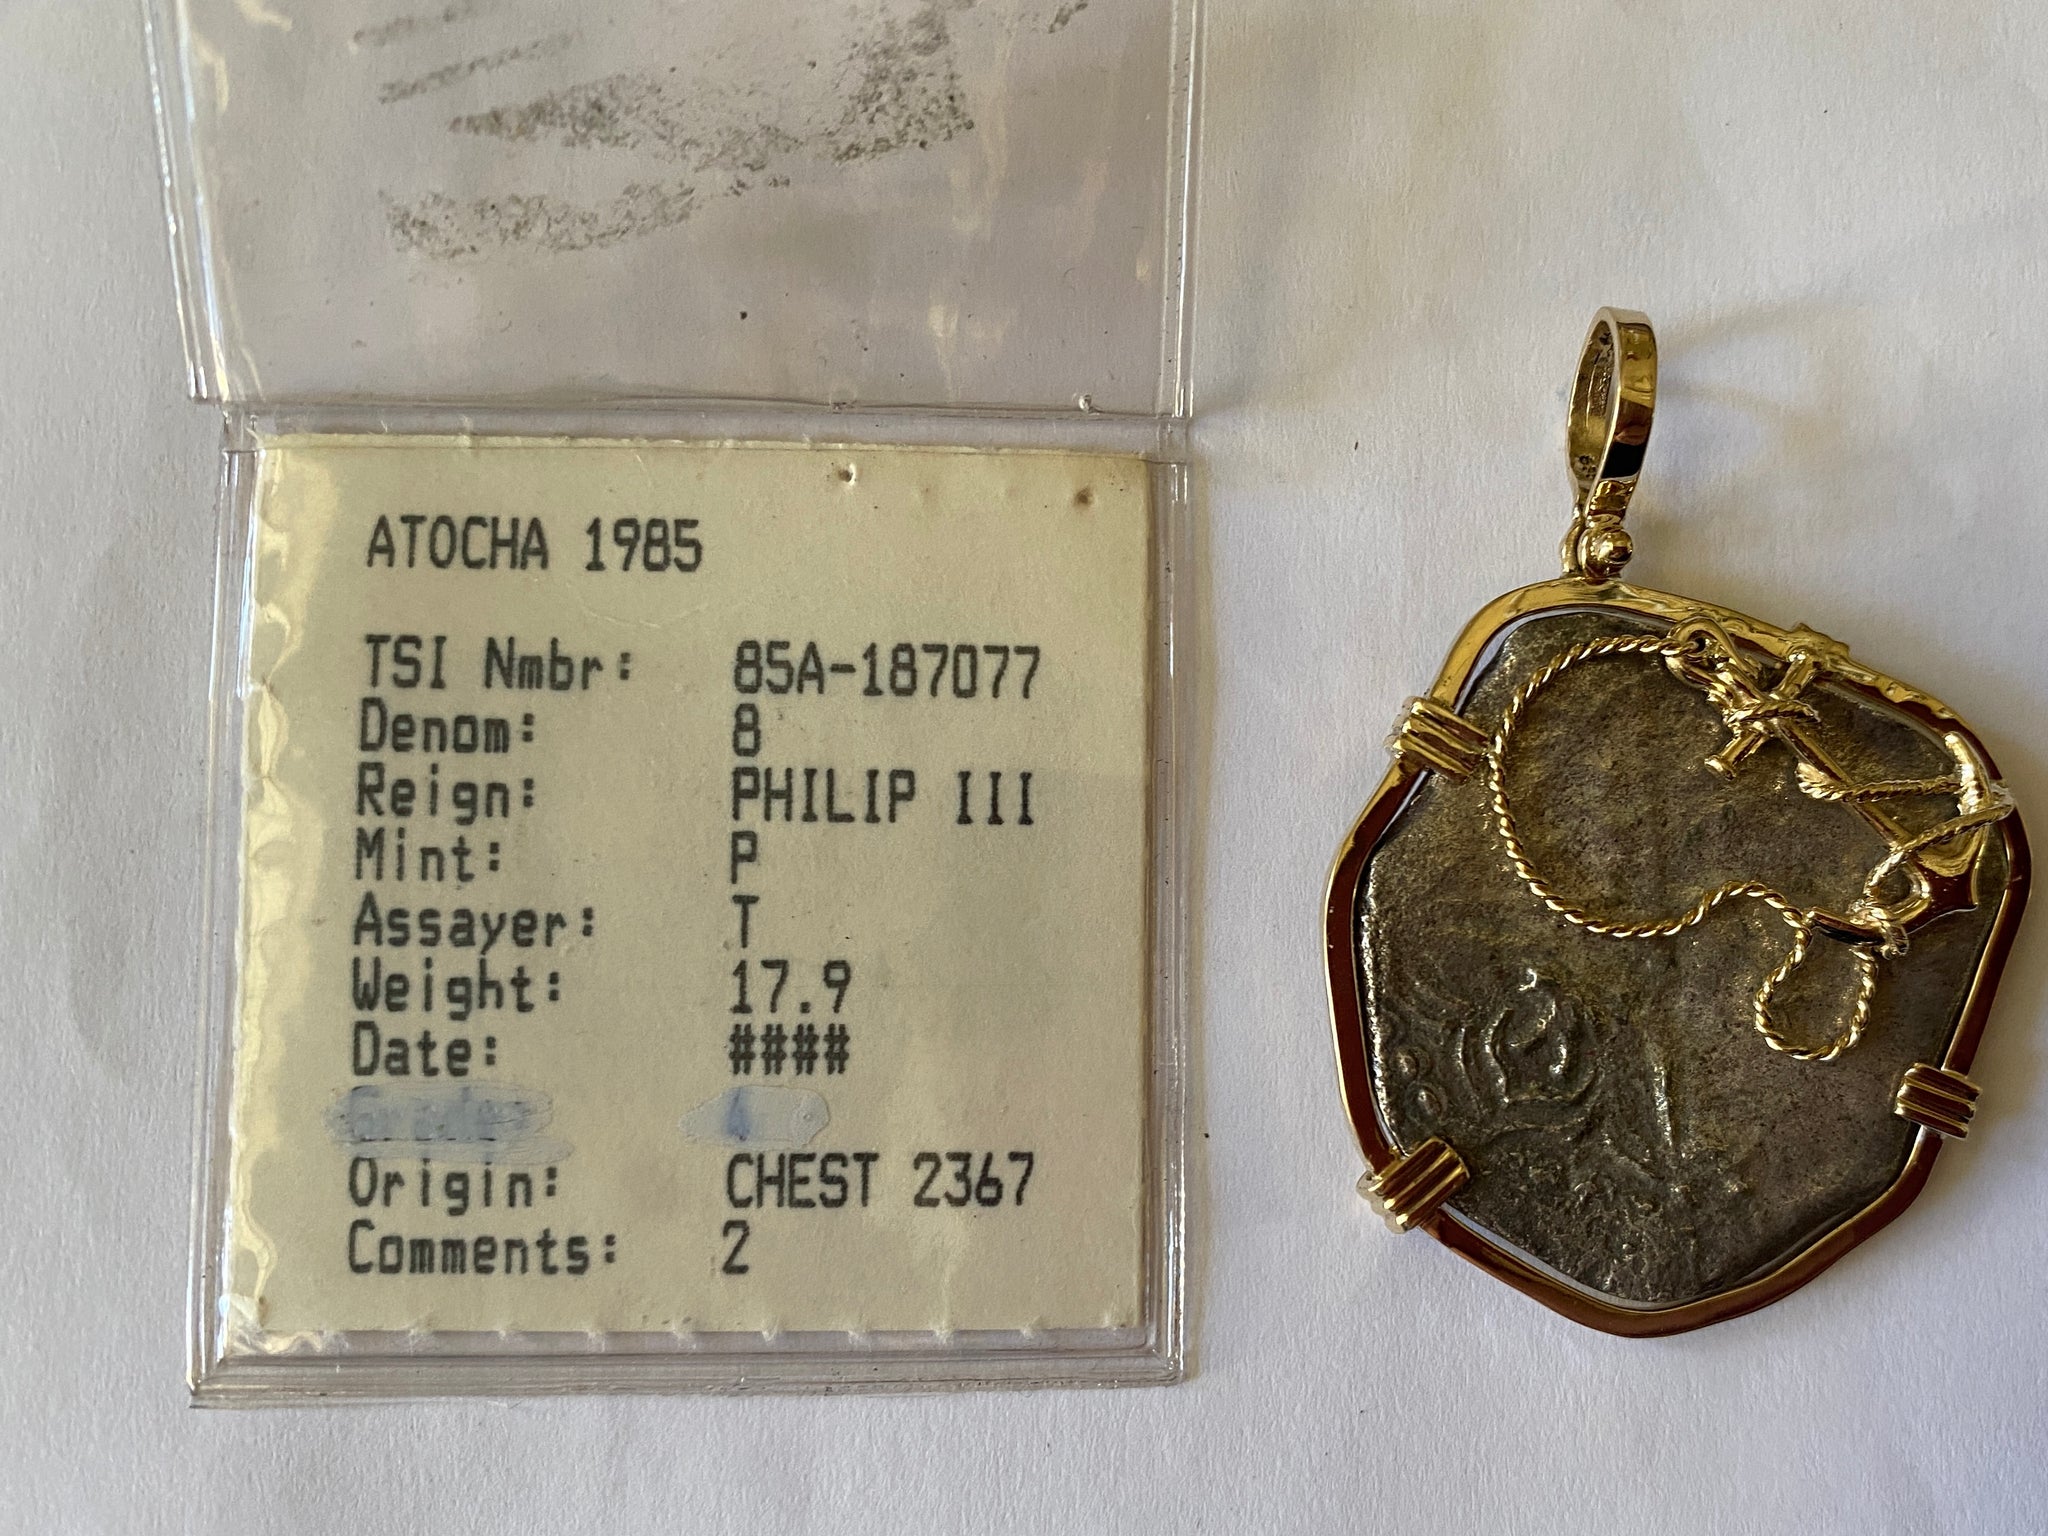 ATOCHA 1985
TSI Nmbr: 85A-187077
Denom: 8
Reign: PHILIP III
Mint: P
Assayer: T
Weight: 17.9
Date: ####
Origin: CHEST 2367
Comments: 2